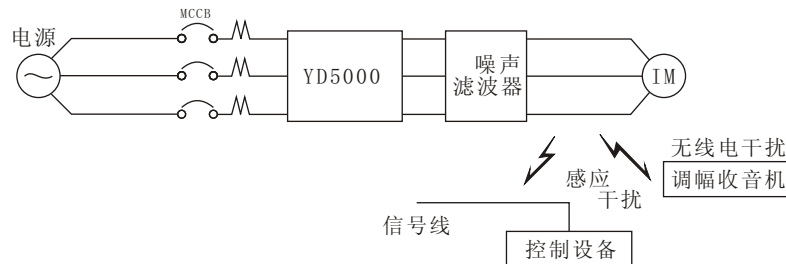 MCCB
电源
YD5000
噪声
滤波器
IM
无线电干扰
调幅收音机
感应
干扰
信号线
控制设备